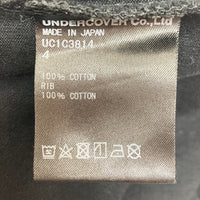 UNDERCOVER Co.,Ltd
MADE IN JAPAN
UC1C3814
4
100% COTTON
RIB
100% COTTON